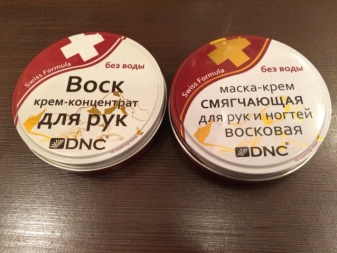 Swiss Formula
без воды
Воск
крем-концентрат
для рук
DNC
Swiss Formula
без воды
маска-крем
СМЯГЧАЮЩАЯ
для рук и ногтей
ВОСКОВАЯ
DNC®